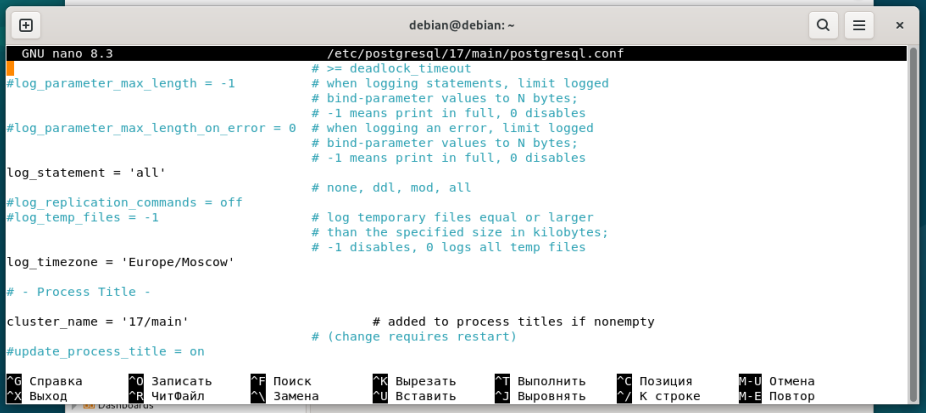 debian@debian: ~
GNU nano 8.3 /etc/postgresql/17/main/postgresql.conf
# >= deadlock_timeout
#log_parameter_max_length = -1 # when logging statements, limit logged
# bind-parameter values to N bytes;
# -1 means print in full, 0 disables
#log_parameter_max_length_on_error = 0 # when logging an error, limit logged
# bind-parameter values to N bytes;
# -1 means print in full, 0 disables
log_statement = 'all'
# none, ddl, mod, all
#log_replication_commands = off
#log_temp_files = -1 # log temporary files equal or larger
# than the specified size in kilobytes;
# -1 disables, 0 logs all temp files
log_timezone = 'Europe/Moscow'
# - Process Title -
cluster_name = '17/main' # added to process titles if nonempty
# (change requires restart)
#update_process_title = on
^G Справка ^O Записать ^F Поиск ^K Вырезать ^T Выполнить ^C Позиция M-U Отмена
^X Выход ^R ЧитФайл ^\ Замена ^U Вставить ^J Выровнять ^/ К строке M-E Повтор
Dashboards